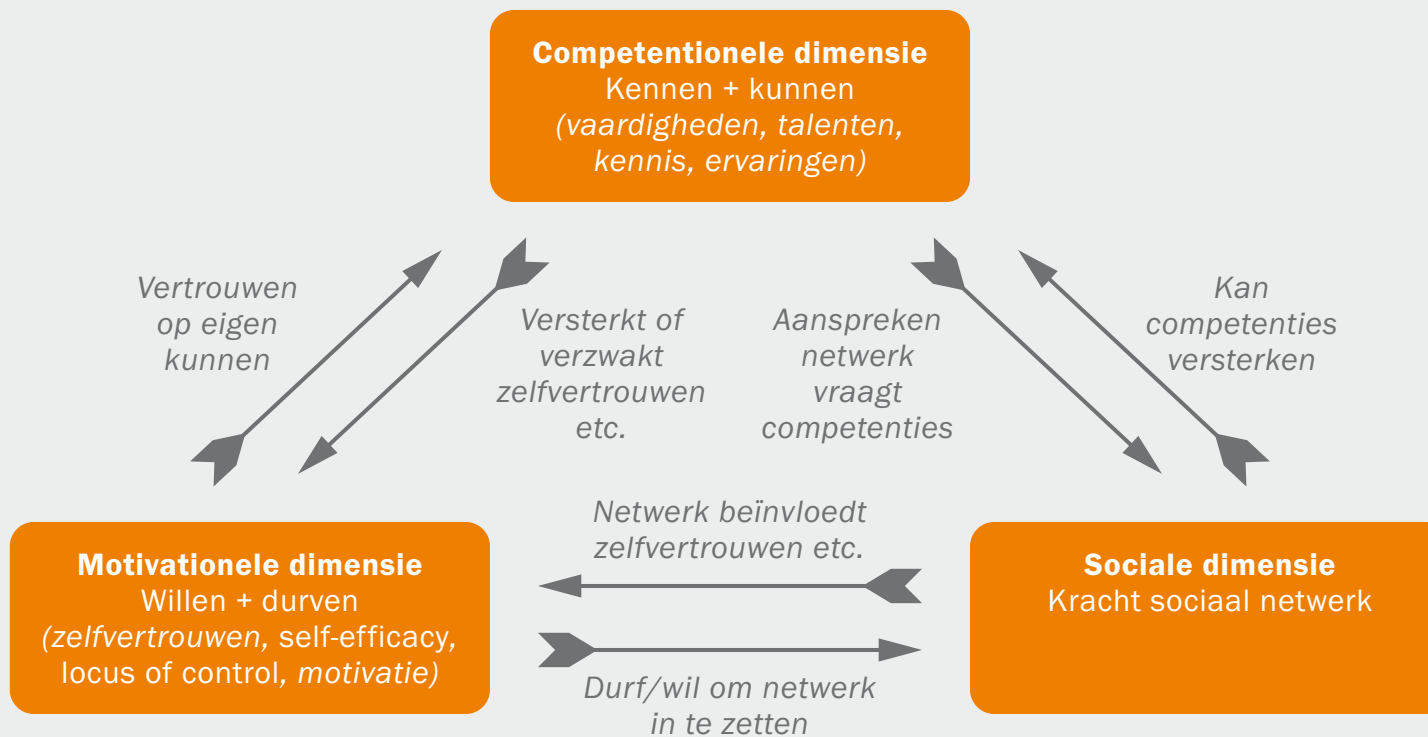 Competentionele dimensie
Kennen + kunnen
(vaardigheden, talenten,
kennis, ervaringen)
Vertrouwen
op eigen
kunnen
Versterkt of
verzwakt
zelfvertrouwen
etc.
Aanspreken
netwerk
vraagt
competenties
Kan
competenties
versterken
Netwerk beïnvloedt
zelfvertrouwen etc.
Motivationele dimensie
Willen + durven
(zelfvertrouwen, self-efficacy,
locus of control, motivatie)
Sociale dimensie
Kracht sociaal netwerk
Durf/wil om netwerk
in te zetten